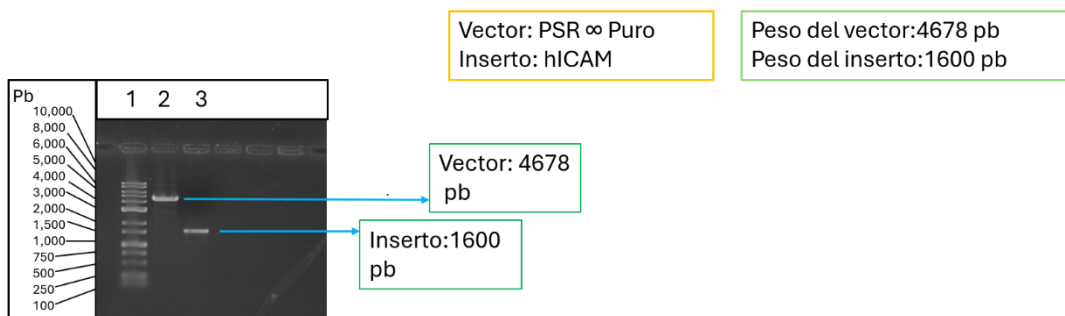 Vector: PSR ∞ Puro
Inserto: hICAM
Peso del vector:4678 pb
Peso del inserto:1600 pb
Pb
1 2 3
10,000
8,000
6,000
5,000
4,000
3,000
2,000
1,500
1,000
750
500
250
100
Vector: 4678
pb
Inserto:1600
pb